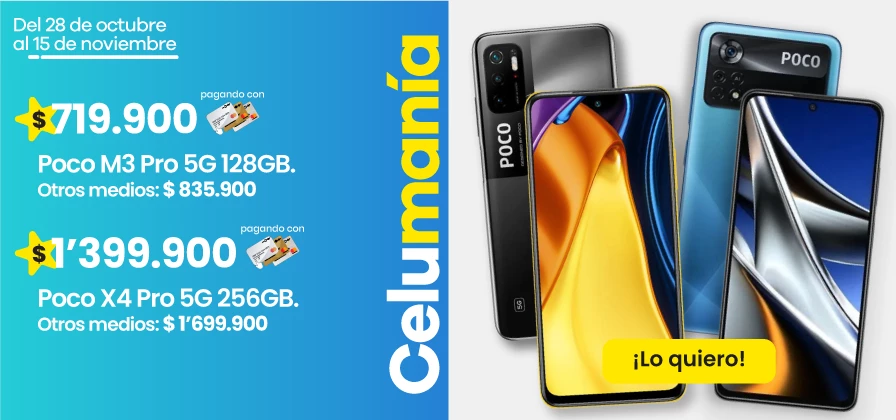 Del 28 de octubre
al 15 de noviembre
pagando con
$719.900
Poco M3 Pro 5G 128GB.
Otros medios: $ 835.900
pagando con
$1’399.900
Poco X4 Pro 5G 256GB.
Otros medios: $ 1’699.900
Celumanía
POCO
5G
POCO
¡Lo quiero!